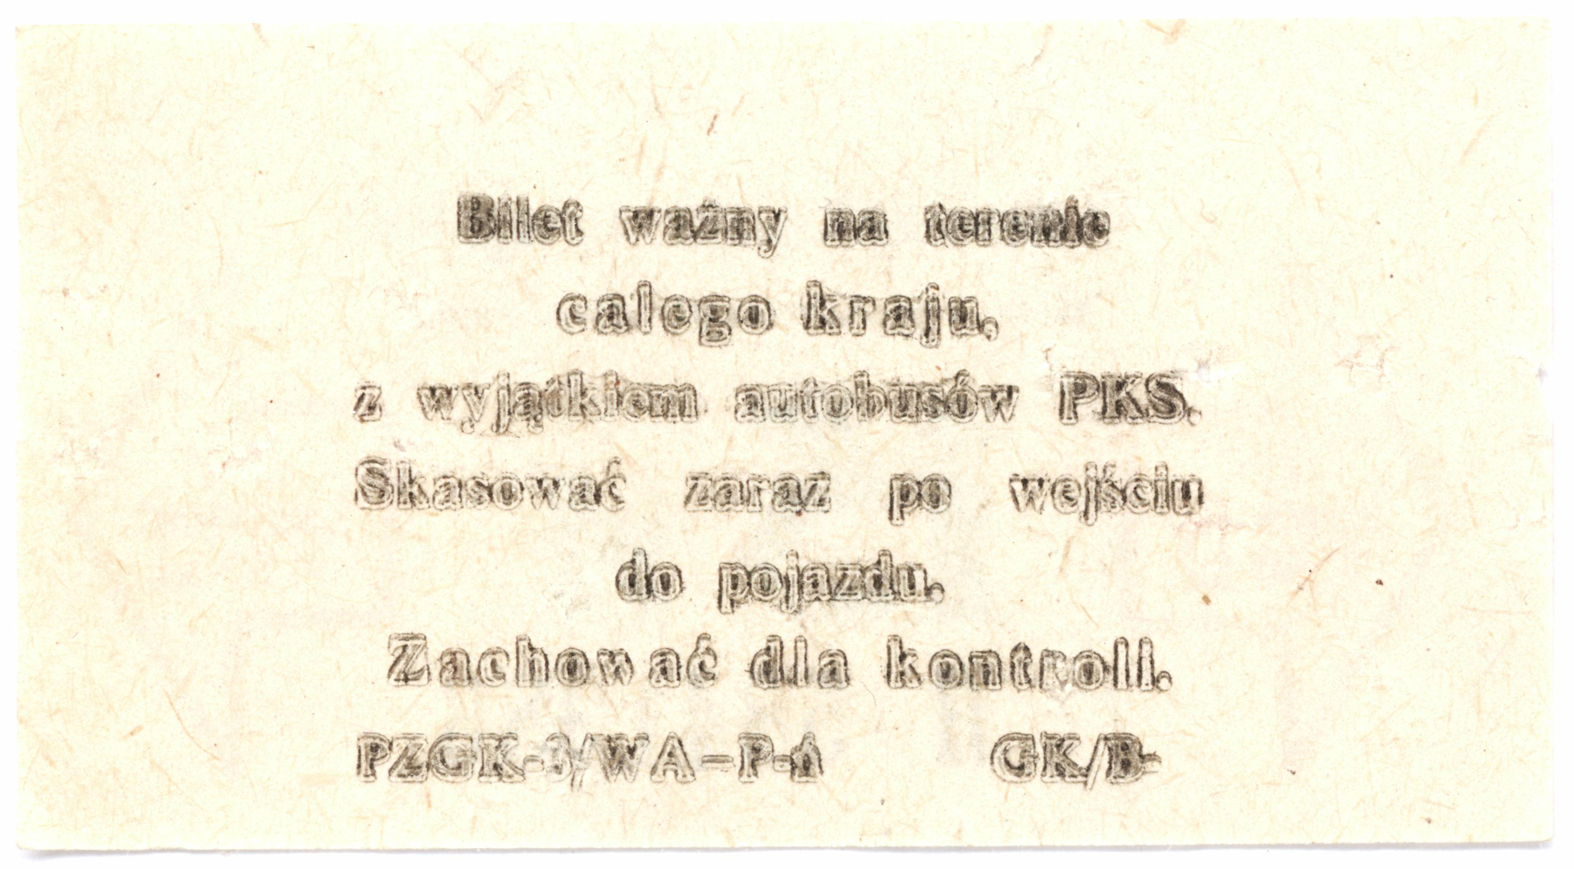 Bilet ważny na terenie
całego kraju,
z wyjątkiem autobusów PKS.
Skasować zaraz po wejściu
do pojazdu.
Zachować dla kontroli.
PZGK-3/WA–P-ń GK/B-